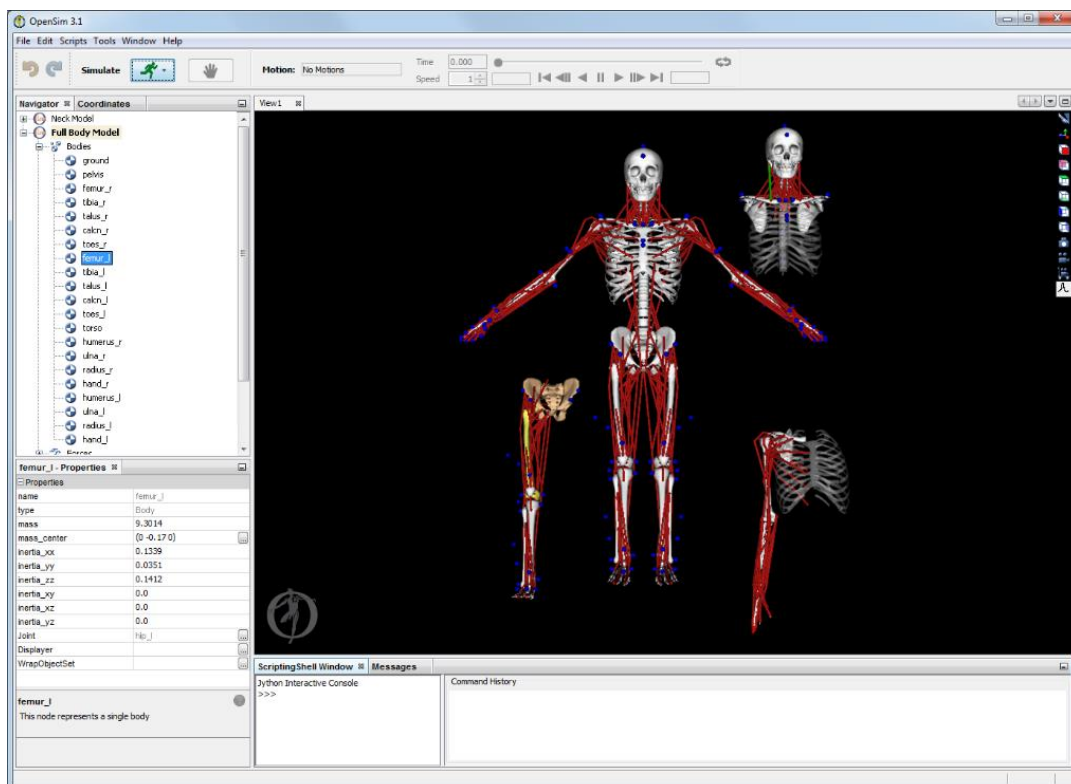 OpenSim 3.1
File Edit Scripts Tools Window Help
Simulate
Motion: No Motions
Time 0.000
Speed 1
Navigator Coordinates
Neck Model
Full Body Model
Bodies
ground
pelvis
femur_r
tibia_r
talus_r
calcn_r
toes_r
femur_l
tibia_l
talus_l
calcn_l
toes_l
torso
humerus_r
ulna_r
radius_r
hand_r
humerus_l
ulna_l
radius_l
hand_l
Forces
View1
femur_l - Properties
Properties
name femur_l
type Body
mass 9.3014
mass_center (0 -0.17 0)
inertia_xx 0.1339
inertia_yy 0.0351
inertia_zz 0.1412
inertia_xy 0.0
inertia_xz 0.0
inertia_yz 0.0
Joint hip_l
Displayer
WrapObjectSet
femur_l
This node represents a single body
ScriptingShell Window Messages
Jython Interactive Console
>>>
Command History